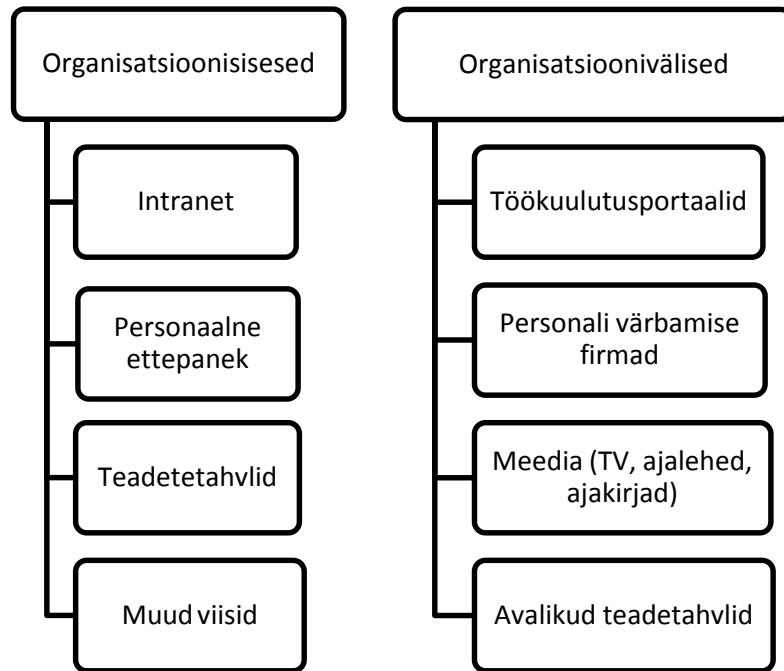 Organisatsioonisisesed
Intranet
Personaalne
ettepanek
Teadetetahvlid
Muud viisid
Organisatsioonivälised
Töökuulutusportaalid
Personali värbamise
firmad
Meedia (TV, ajalehed,
ajakirjad)
Avalikud teadetahvlid